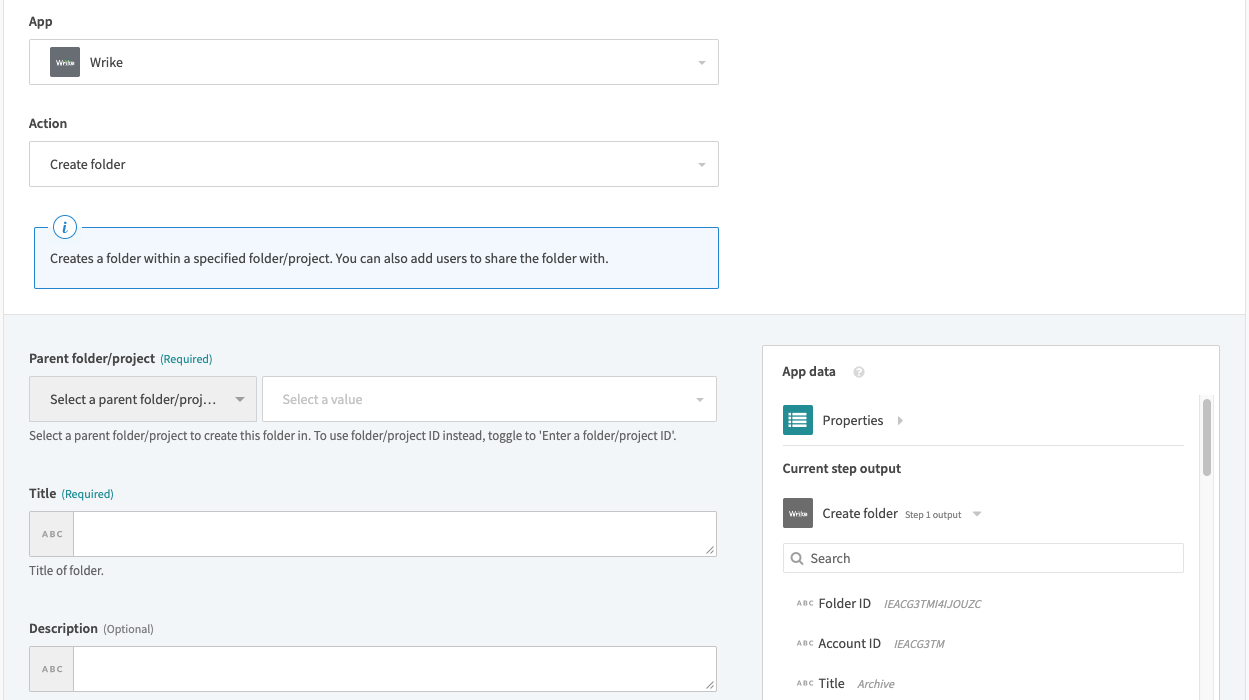 App
Wrike Wrike
Action
Create folder
i
Creates a folder within a specified folder/project. You can also add users to share the folder with.
Parent folder/project (Required)
Select a parent folder/proj... Select a value
Select a parent folder/project to create this folder in. To use folder/project ID instead, toggle to 'Enter a folder/project ID'.
Title (Required)
ABC
Title of folder.
Description (Optional)
ABC
App data ?
Properties
Current step output
Wrike Create folder Step 1 output
Search
ABC Folder ID IEACG3TMI4IJOUZC
ABC Account ID IEACG3TM
ABC Title Archive